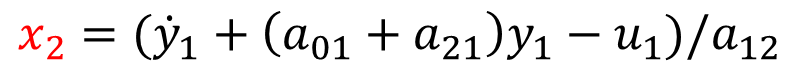 x₂ = (ẏ₁ + (a₀₁ + a₂₁)y₁ − u₁)/a₁₂